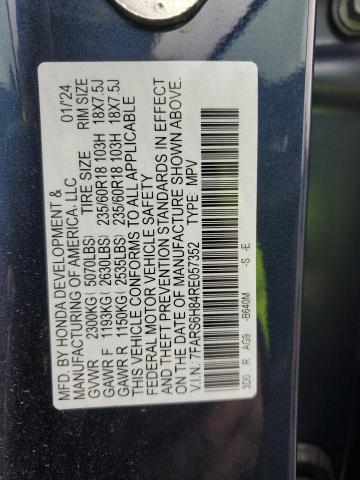 MFD. BY HONDA DEVELOPMENT & 01/'24
MANUFACTURING OF AMERICA, LLC
TIRE SIZE RIM SIZE
GVWR 2300KG (5070LBS)
GAWR F 1193KG (2630LBS) 235/60R18 103H 18X7.5J
GAWR R 1150KG (2535LBS) 235/60R18 103H 18X7.5J
THIS VEHICLE CONFORMS TO ALL APPLICABLE
FEDERAL MOTOR VEHICLE SAFETY
AND THEFT PREVENTION STANDARDS IN EFFECT
ON THE DATE OF MANUFACTURE SHOWN ABOVE.
V.I.N: 7FARS6H84RE057352 TYPE: MPV
3D0 R AG9 -B640M -S -E